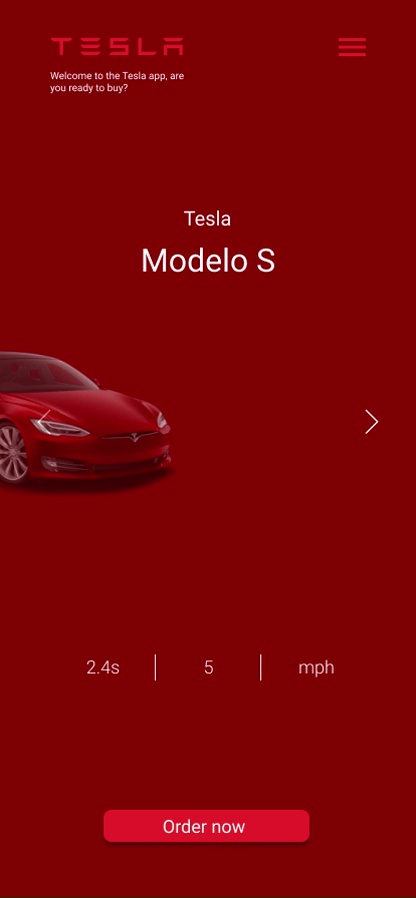 TESLA
Welcome to the Tesla app, are
you ready to buy?
Tesla
Modelo S
2.4s 5 mph
Order now